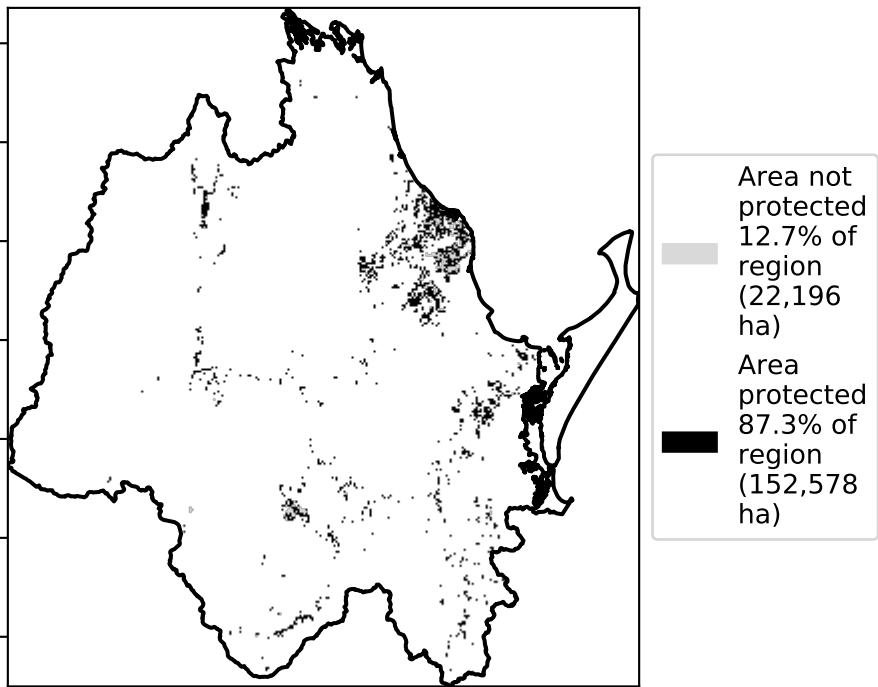 Area not
protected
12.7% of
region
(22,196
ha)
Area
protected
87.3% of
region
(152,578
ha)